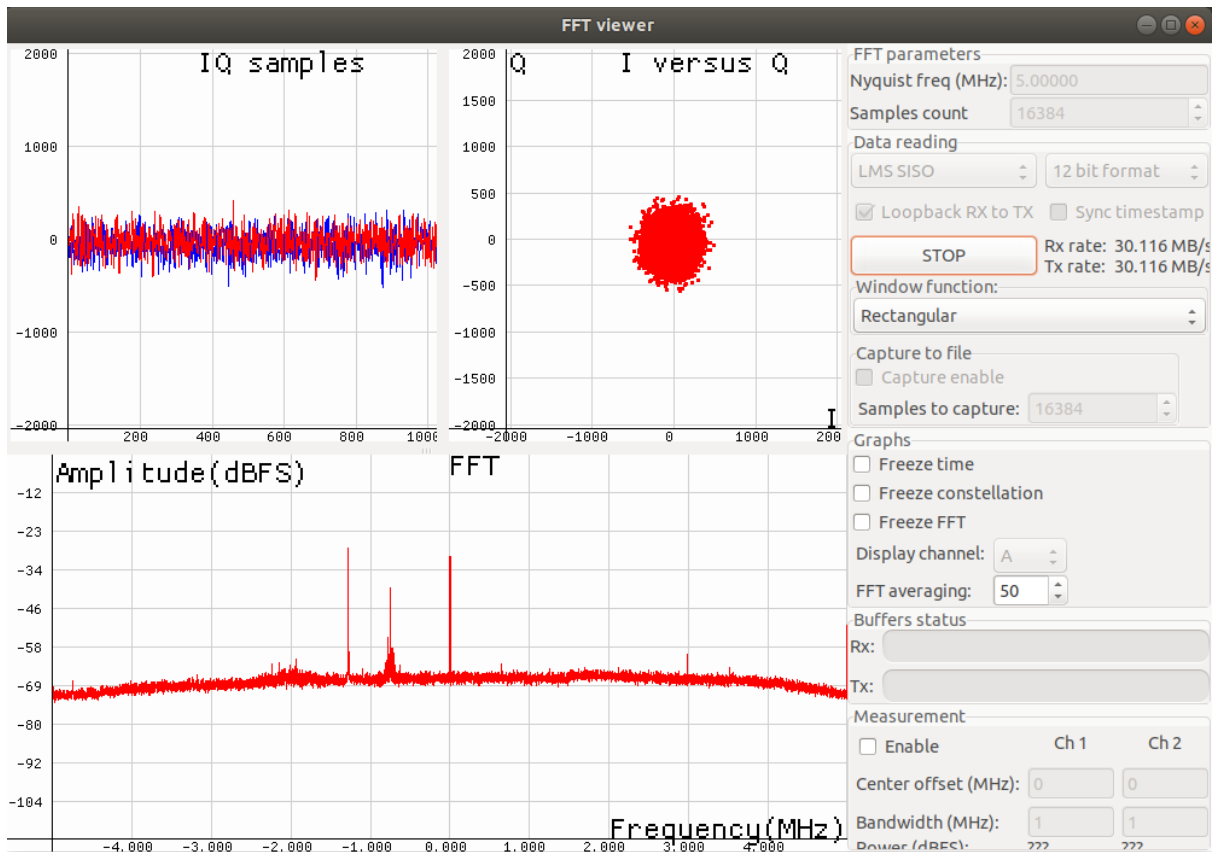 FFT viewer
IQ samples
2000
1000
0
-1000
-2000
200 400 600 800 1000
Q I versus Q
2000
1500
1000
500
0
-500
-1000
-1500
-2000
I
-2000 -1000 0 1000 200
Amplitude(dBFS) FFT
-12
-23
-34
-46
-58
-69
-80
-92
-104
Frequency(MHz)
-4.000 -3.000 -2.000 -1.000 0.000 1.000 2.000 3.000 4.000
FFT parameters
Nyquist freq (MHz): 5.00000
Samples count 16384
Data reading
LMS SISO 12 bit format
Loopback RX to TX Sync timestamp
STOP
Rx rate: 30.116 MB/s
Tx rate: 30.116 MB/s
Window function:
Rectangular
Capture to file
Capture enable
Samples to capture: 16384
Graphs
Freeze time
Freeze constellation
Freeze FFT
Display channel: A
FFT averaging: 50
Buffers status
Rx:
Tx:
Measurement
Enable Ch 1 Ch 2
Center offset (MHz): 0 0
Bandwidth (MHz): 1 1
Power (dBFS): ??? ???